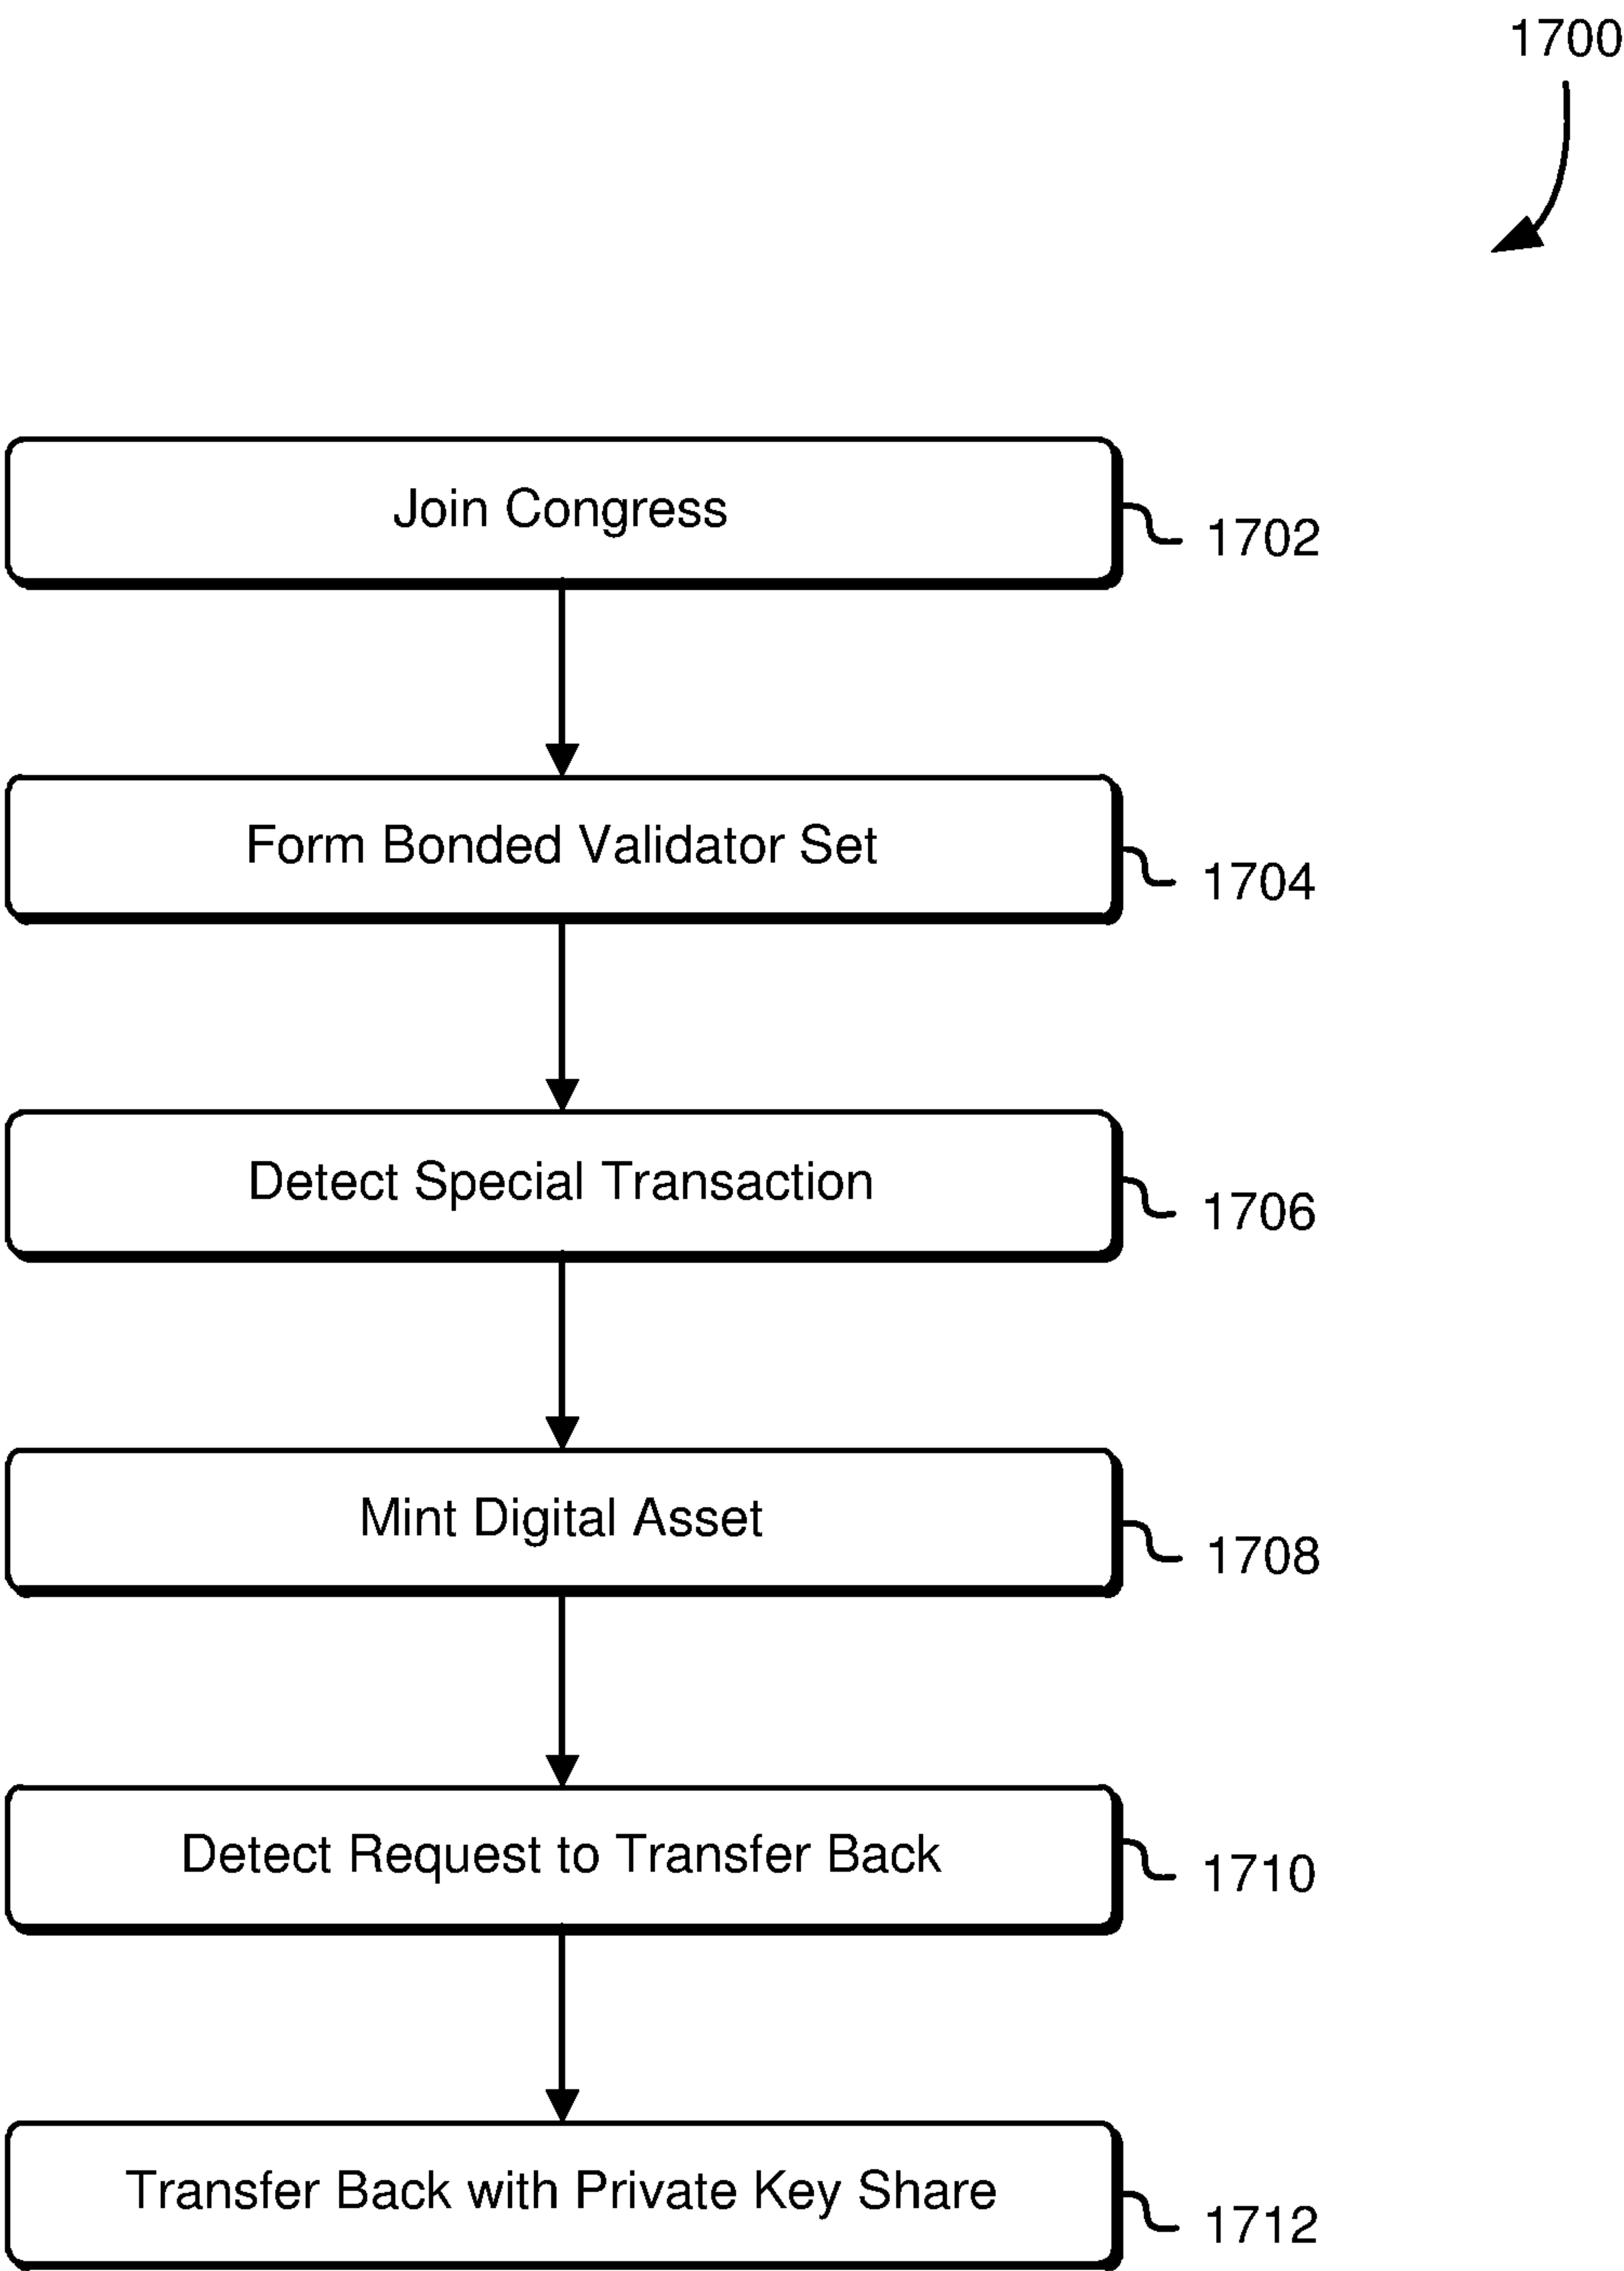 1700
Join Congress
1702
Form Bonded Validator Set
1704
Detect Special Transaction
1706
Mint Digital Asset
1708
Detect Request to Transfer Back
1710
Transfer Back with Private Key Share
1712